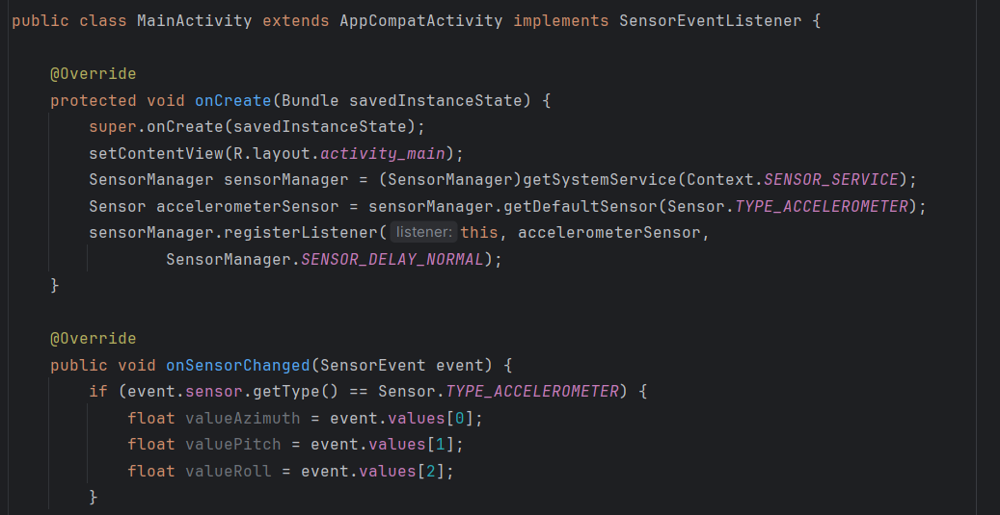 public class MainActivity extends AppCompatActivity implements SensorEventListener {
@Override
protected void onCreate(Bundle savedInstanceState) {
super.onCreate(savedInstanceState);
setContentView(R.layout.activity_main);
SensorManager sensorManager = (SensorManager)getSystemService(Context.SENSOR_SERVICE);
Sensor accelerometerSensor = sensorManager.getDefaultSensor(Sensor.TYPE_ACCELEROMETER);
sensorManager.registerListener( listener: this, accelerometerSensor,
SensorManager.SENSOR_DELAY_NORMAL);
}
@Override
public void onSensorChanged(SensorEvent event) {
if (event.sensor.getType() == Sensor.TYPE_ACCELEROMETER) {
float valueAzimuth = event.values[0];
float valuePitch = event.values[1];
float valueRoll = event.values[2];
}